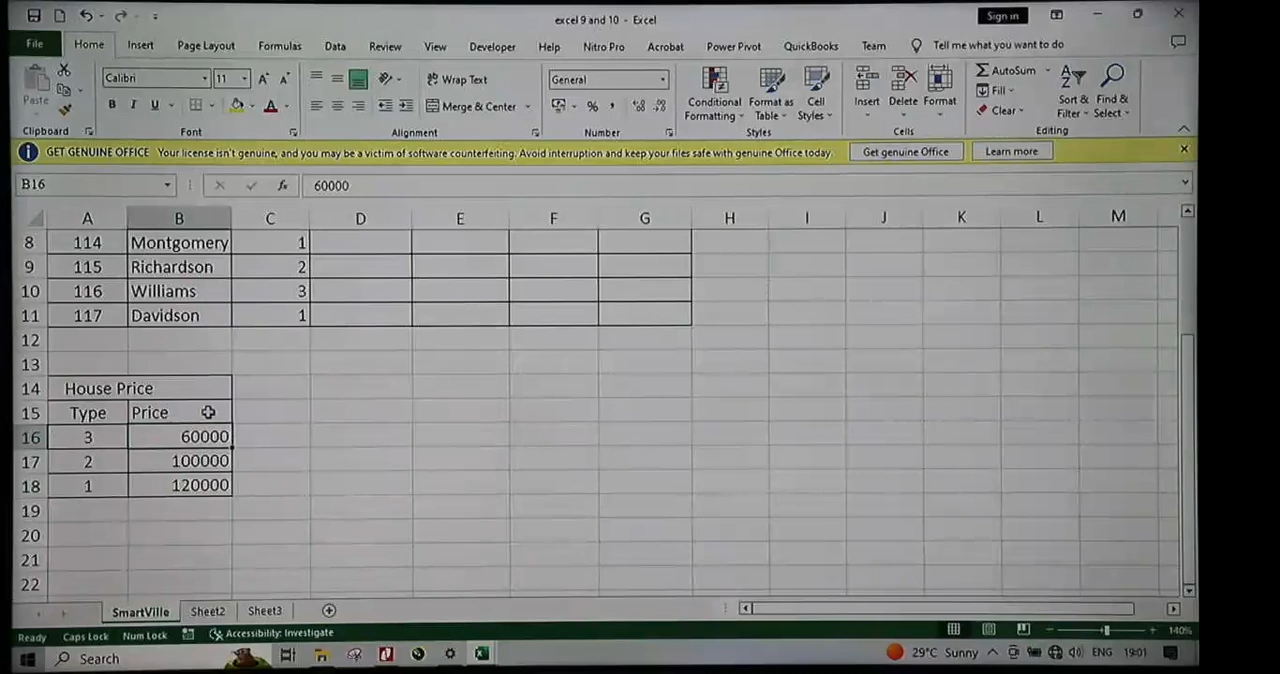 excel 9 and 10 - Excel
Sign in
File Home Insert Page Layout Formulas Data Review View Developer Help Nitro Pro Acrobat Power Pivot QuickBooks Team Tell me what you want to do
Paste
Calibri 11
Wrap Text
General
Conditional Formatting
Format as Table
Cell Styles
Insert
Delete
Format
AutoSum
Fill
Clear
Sort & Filter
Find & Select
B I U
Merge & Center
% ,
Clipboard Font Alignment Number Styles Cells Editing
GET GENUINE OFFICE Your license isn't genuine, and you may be a victim of software counterfeiting. Avoid interruption and keep your files safe with genuine Office today. Get genuine Office Learn more
B16 fx 60000
A B C D E F G H I J K L M
8 114 Montgomery 1
9 115 Richardson 2
10 116 Williams 3
11 117 Davidson 1
12
13
14 House Price
15 Type Price
16 3 60000
17 2 100000
18 1 120000
19
20
21
22
SmartVille Sheet2 Sheet3
Ready Caps Lock Num Lock Accessibility: Investigate 140%
Search 29°C Sunny ENG 19:01